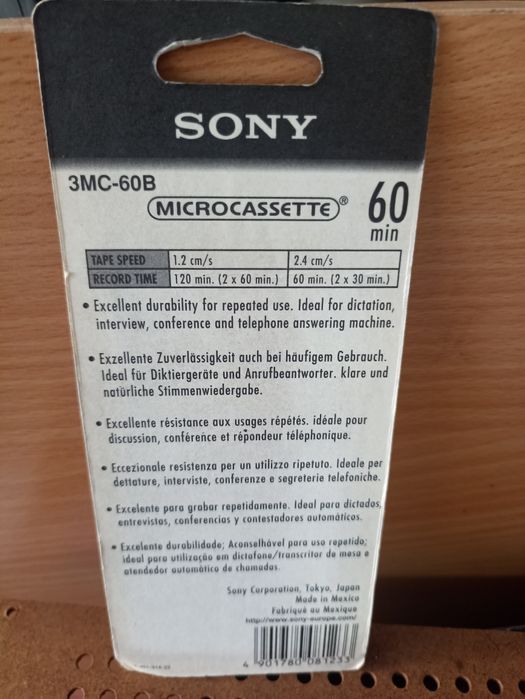 SONY
3MC-60B
MICROCASSETTE® 60
min
TAPE SPEED 1.2 cm/s 2.4 cm/s
RECORD TIME 120 min. (2 x 60 min.) 60 min. (2 x 30 min.)
• Excellent durability for repeated use. Ideal for dictation,
interview, conference and telephone answering machine.
• Exzellente Zuverlässigkeit auch bei häufigem Gebrauch.
Ideal für Diktiergeräte und Anrufbeantworter. klare und
natürliche Stimmenwiedergabe.
• Excellente résistance aux usages répétés. idéale pour
discussion, conférence et répondeur téléphonique.
• Eccezionale resistenza per un utilizzo ripetuto. Ideale per
dettature, interviste, conferenze e segreterie telefoniche.
• Excelente para grabar repetidamente. Ideal para dictados,
entrevistas, conferencias y contestadores automáticos.
• Excelente durabilidade; Aconselhável para uso repetido;
ideal para utilização em dictafone/transcritor de mesa e
atendedor automático de chamadas.
Sony Corporation, Tokyo, Japan
Made in Mexico
Fabriqué au Mexique
http://www.sony-europe.com/
4 901780 081233